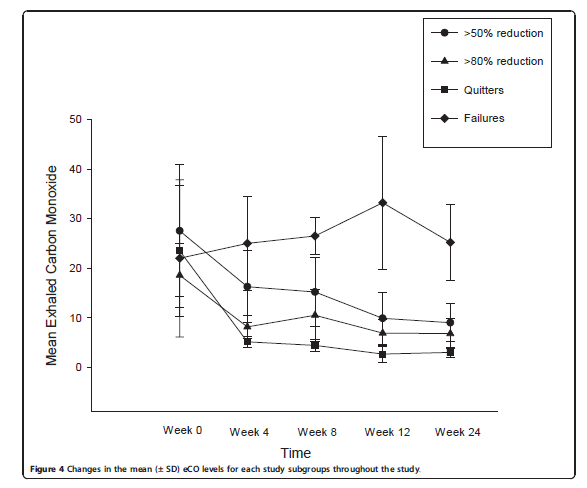 >50% reduction
>80% reduction
Quitters
Failures
Mean Exhaled Carbon Monoxide
50
40
30
20
10
0
Week 0 Week 4 Week 8 Week 12 Week 24
Time
Figure 4 Changes in the mean (± SD) eCO levels for each study subgroups throughout the study.